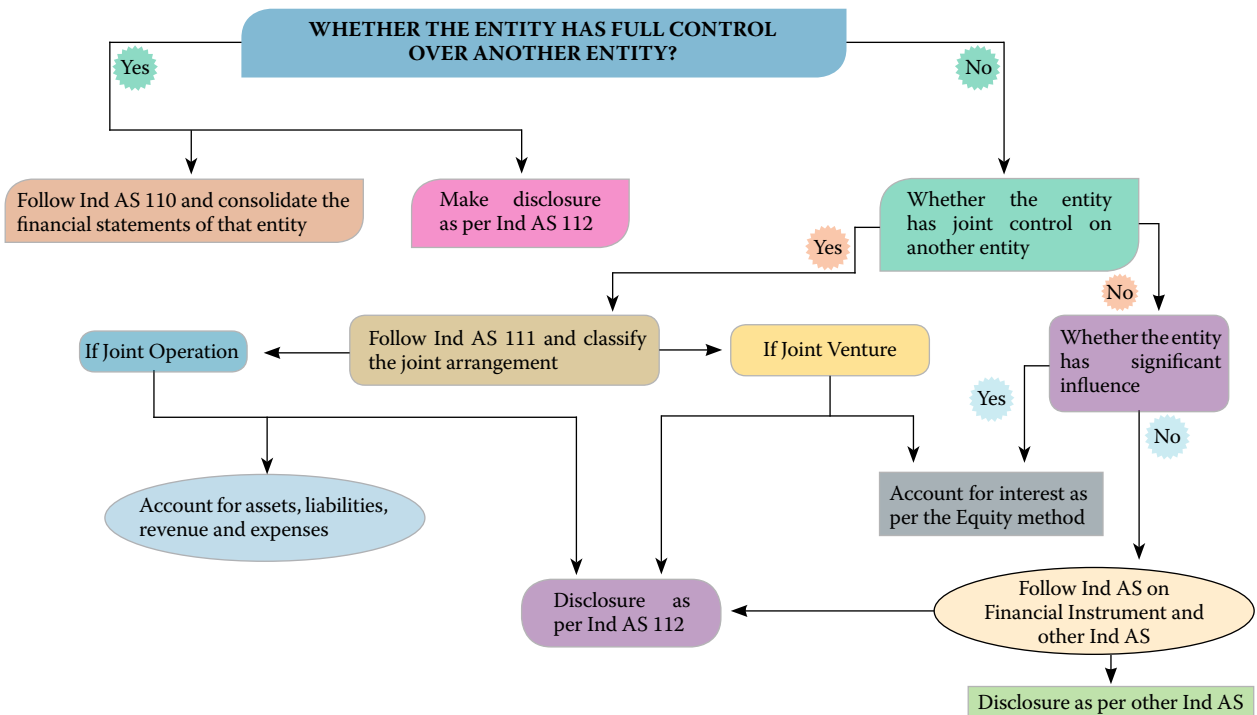 WHETHER THE ENTITY HAS FULL CONTROL
OVER ANOTHER ENTITY?
Yes
No
Follow Ind AS 110 and consolidate the
financial statements of that entity
Make disclosure
as per Ind AS 112
Whether the entity
has joint control on
another entity
Yes
No
If Joint Operation
Follow Ind AS 111 and classify
the joint arrangement
If Joint Venture
Whether the entity
has significant
influence
Yes
No
Account for assets, liabilities,
revenue and expenses
Account for interest as
per the Equity method
Disclosure as
per Ind AS 112
Follow Ind AS on
Financial Instrument and
other Ind AS
Disclosure as per other Ind AS